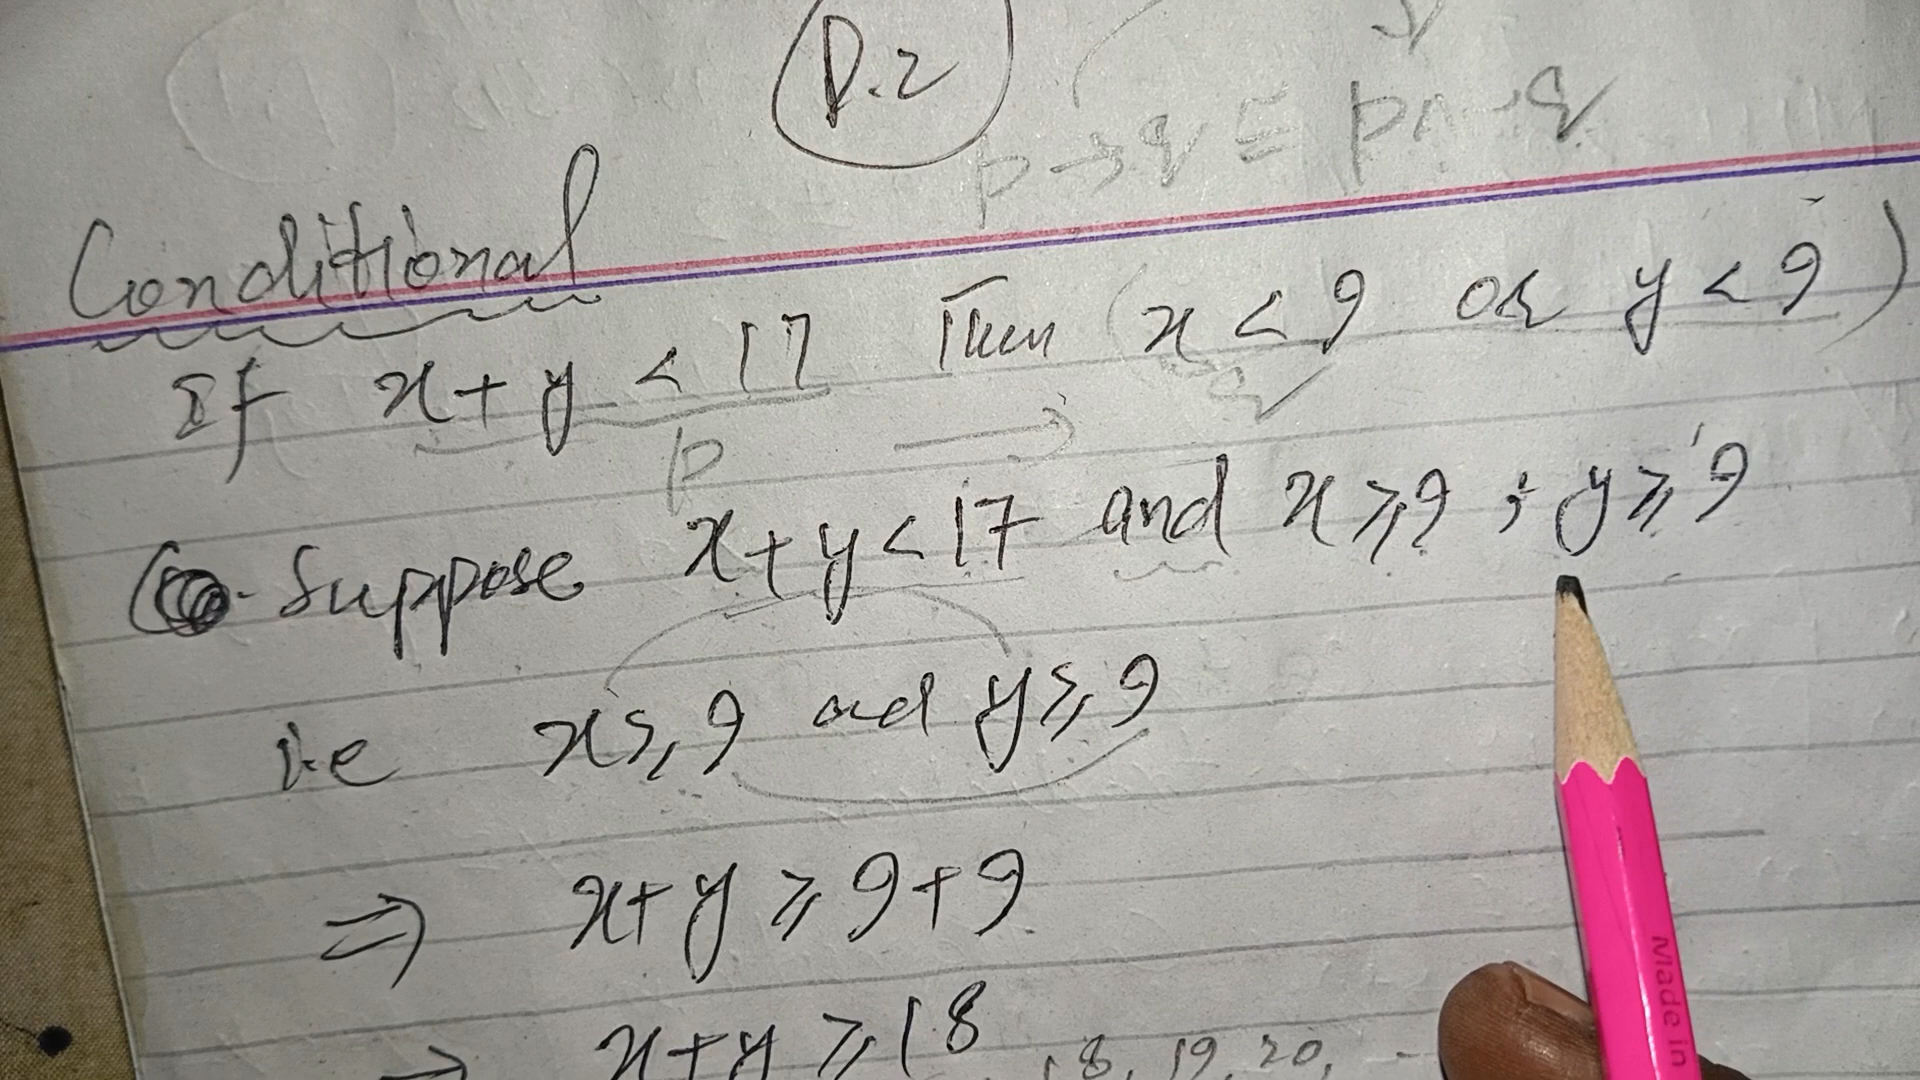 P.2
p → q ≡ p ∧ ¬q
Conditional
If x + y < 17 Then (x < 9 or y < 9)
p → q
Suppose x + y < 17 and x ≥ 9 ; y ≥ 9
i.e x ≥ 9 and y ≥ 9
⇒ x + y ≥ 9 + 9
⇒ x + y ≥ 18 18, 19, 20, -
Made in